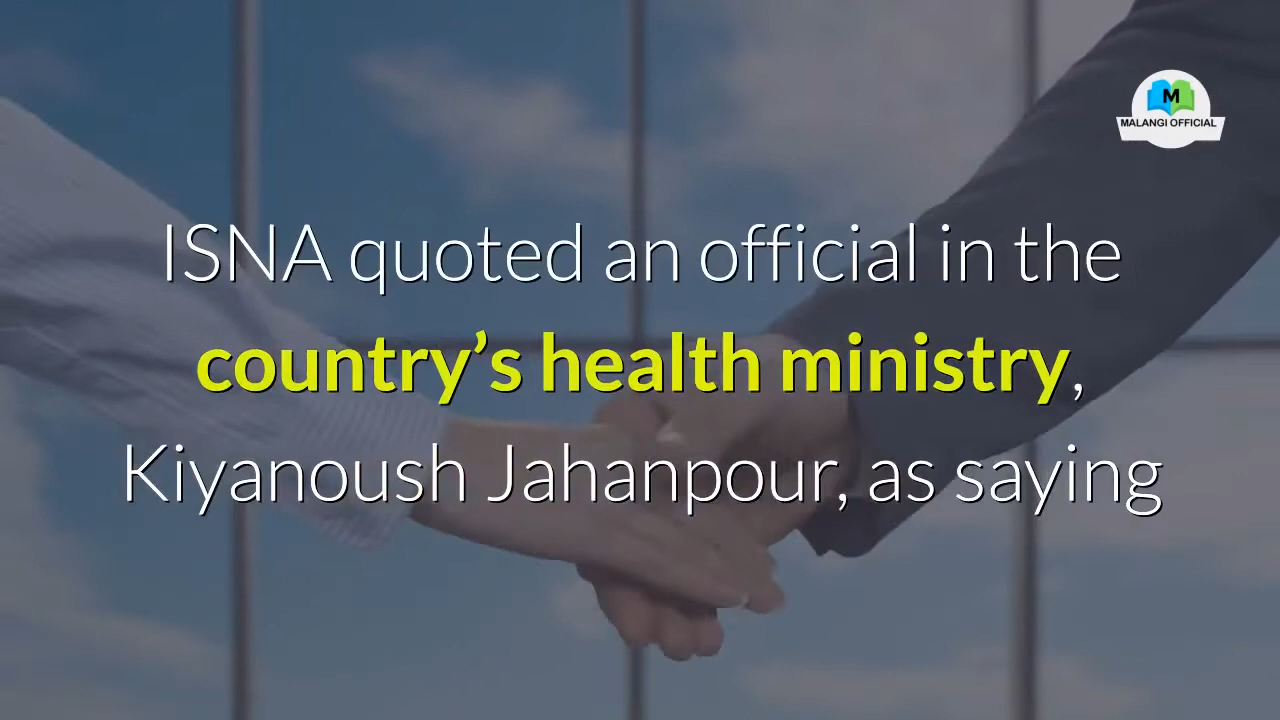 M
MALANGI OFFICIAL
ISNA quoted an official in the
country’s health ministry,
Kiyanoush Jahanpour, as saying